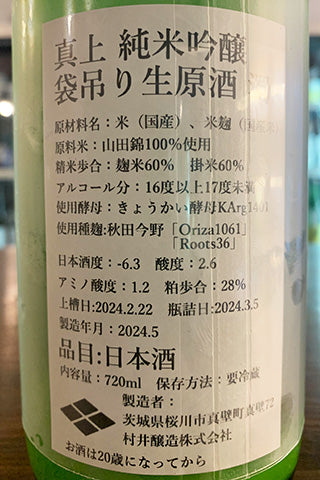 真上 純米吟醸
袋吊り生原酒
原材料名：米（国産）、米麹（国産米）
原料米：山田錦100%使用
精米歩合：麹米60% 掛米60%
アルコール分：16度以上17度未満
使用酵母：きょうかい酵母KArg1401
使用種麹：秋田今野「Oriza1061」
「Roots36」
日本酒度：-6.3 酸度：2.6
アミノ酸度：1.2 粕歩合：28%
上槽日:2024.2.22 瓶詰日:2024.3.5
製造年月：2024.5
品目:日本酒
内容量：720ml 保存方法：要冷蔵
製造者：
茨城県桜川市真壁町真壁72
村井醸造株式会社
お酒は20歳になってから